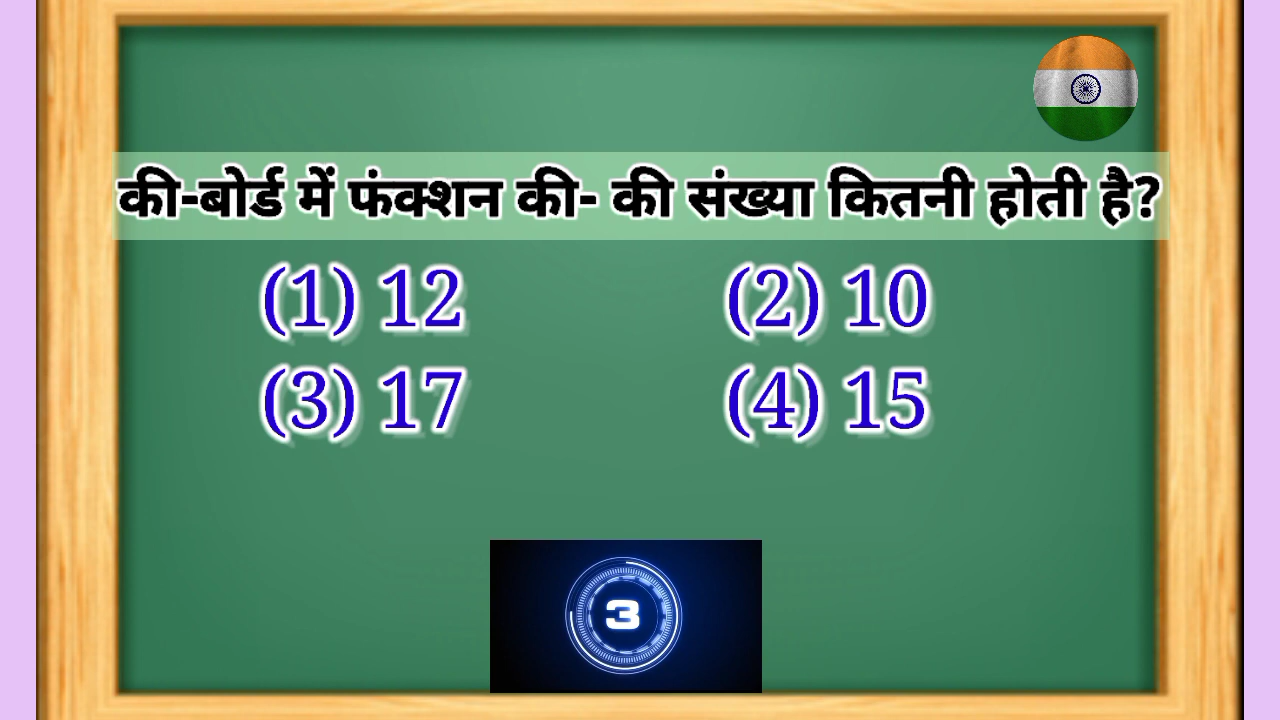 की-बोर्ड में फंक्शन की- की संख्या कितनी होती है?
(1) 12 (2) 10
(3) 17 (4) 15
3